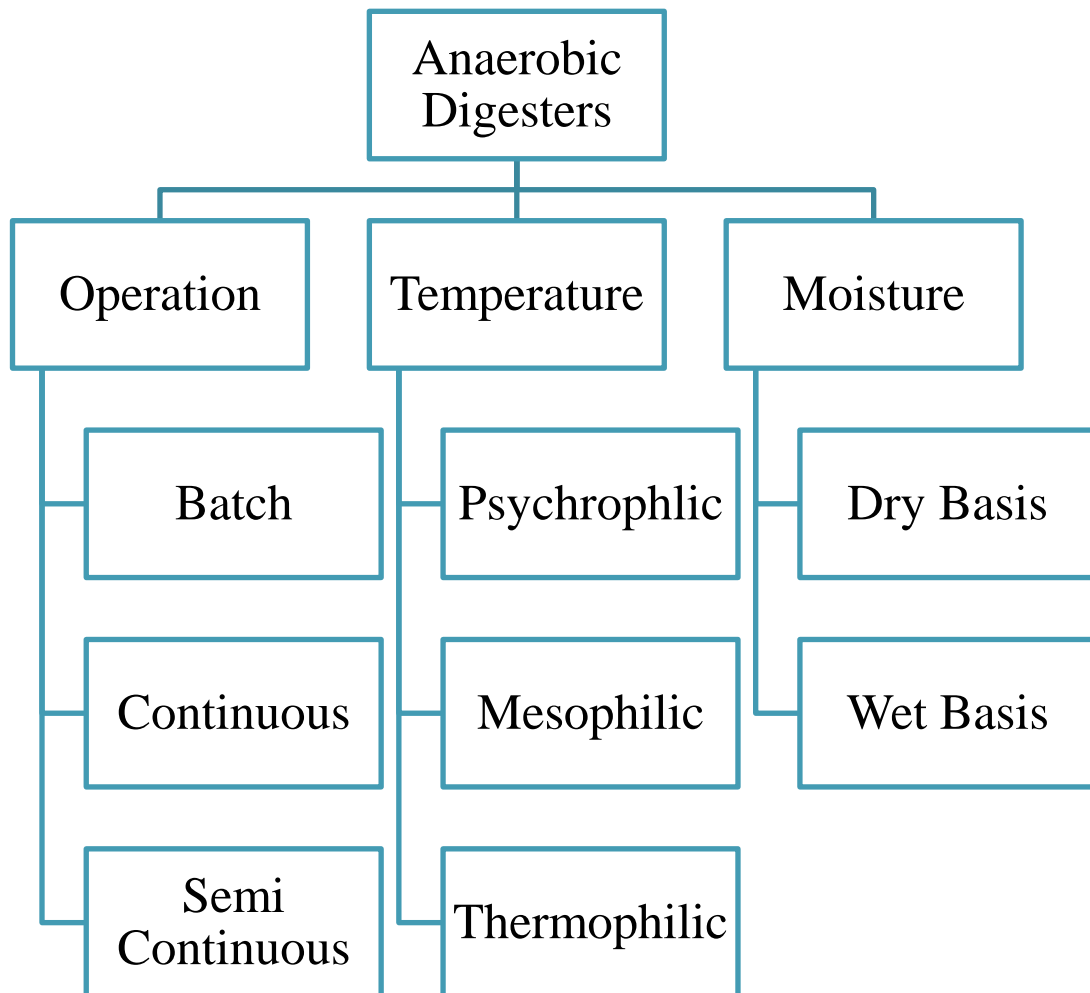 Anaerobic
Digesters
Operation
Temperature
Moisture
Batch
Psychrophlic
Dry Basis
Continuous
Mesophilic
Wet Basis
Semi
Continuous
Thermophilic